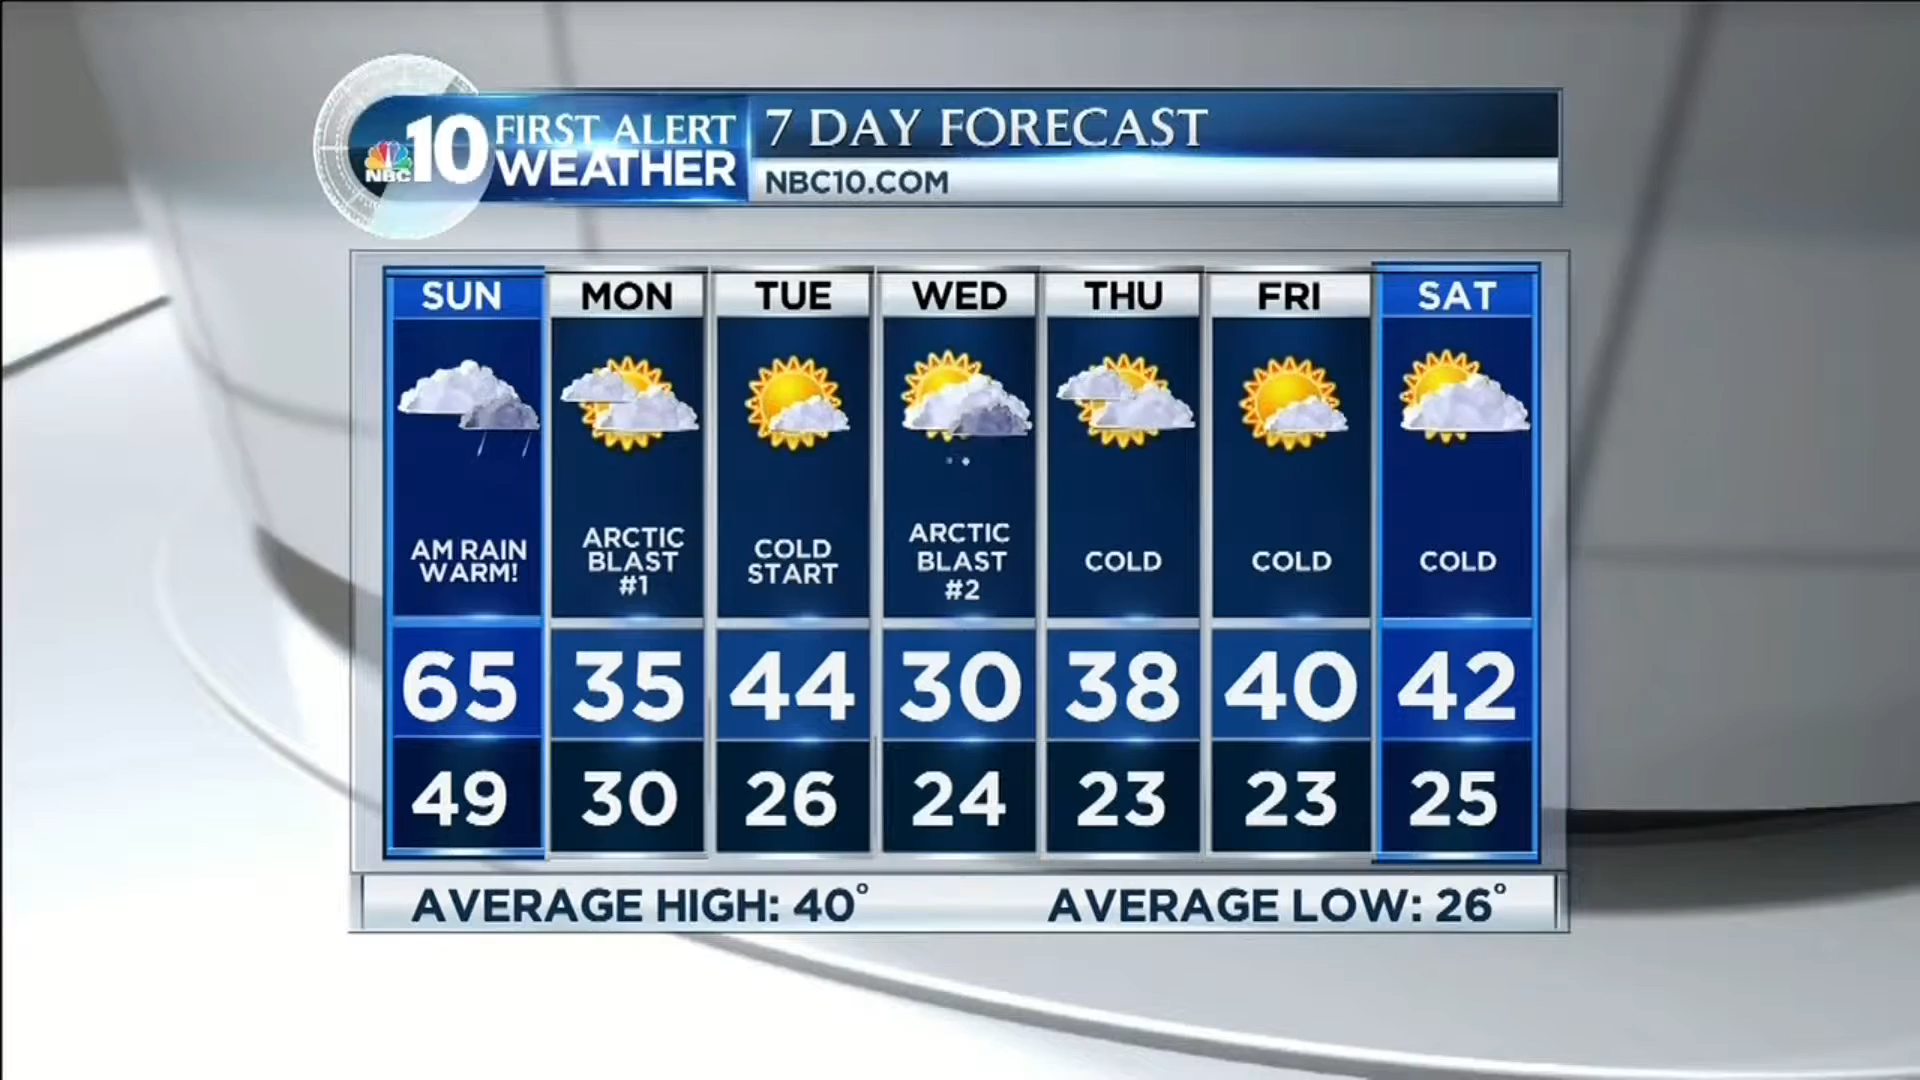 NBC 10 FIRST ALERT
WEATHER
7 DAY FORECAST
NBC10.COM
SUN
AM RAIN
WARM!
65
49
MON
ARCTIC
BLAST
#1
35
30
TUE
COLD
START
44
26
WED
ARCTIC
BLAST
#2
30
24
THU
COLD
38
23
FRI
COLD
40
23
SAT
COLD
42
25
AVERAGE HIGH: 40°
AVERAGE LOW: 26°